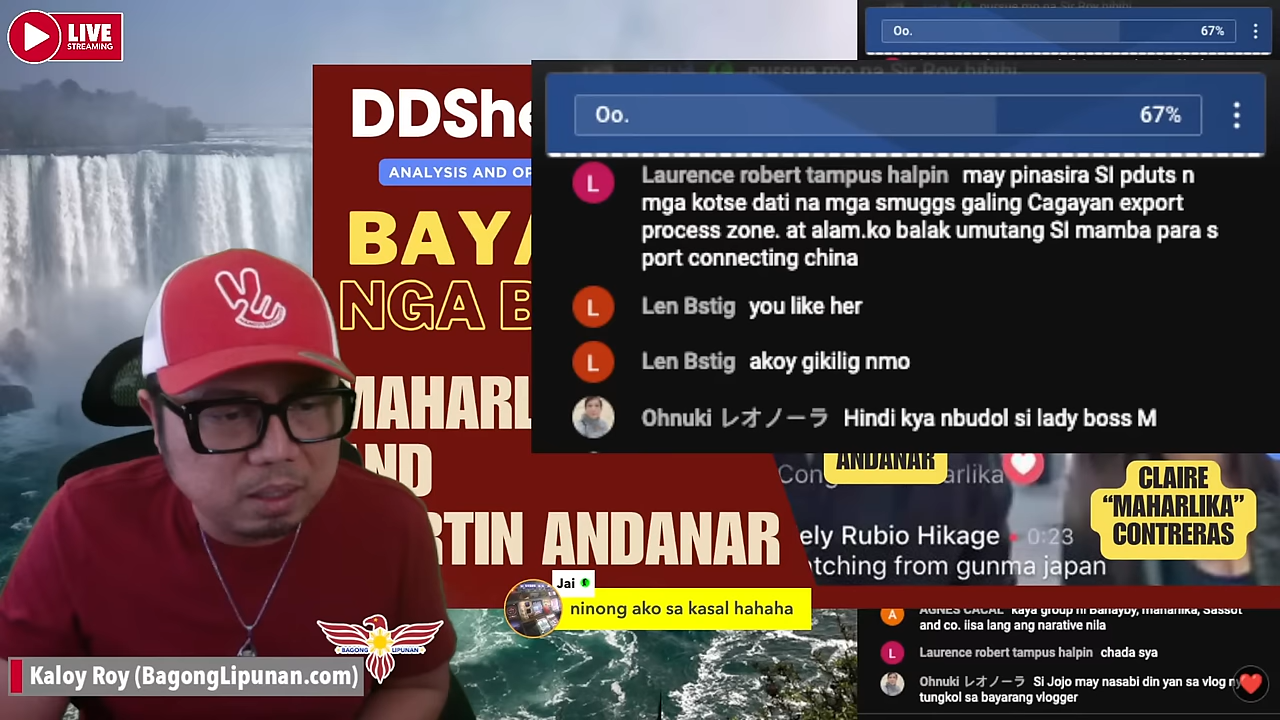 LIVE
STREAMING
DDShe
ANALYSIS AND OP
BAYA
NGA B
MAHARL
AND
RTIN ANDANAR
Oo. 67%
Oo. 67%
Laurence robert tampus halpin may pinasira SI pduts n
mga kotse dati na mga smuggs galing Cagayan export
process zone. at alam.ko balak umutang SI mamba para s
port connecting china
Len Bstig you like her
Len Bstig akoy gikilig nmo
Ohnuki レオノーラ Hindi kya nbudol si lady boss M
ANDANAR
Con arlika
CLAIRE
“MAHARLIKA”
CONTRERAS
ely Rubio Hikage • 0:23
tching from gunma japan
Jai
ninong ako sa kasal hahaha
AGNES CACAL kaya group ni Banayby, maharlika, Sassot
and co. iisa lang ang narative nila
Laurence robert tampus halpin chada sya
Ohnuki レオノーラ Si Jojo may nasabi din yan sa vlog n
tungkol sa bayarang vlogger
BAGONG LIPUNAN
Kaloy Roy (BagongLipunan.com)